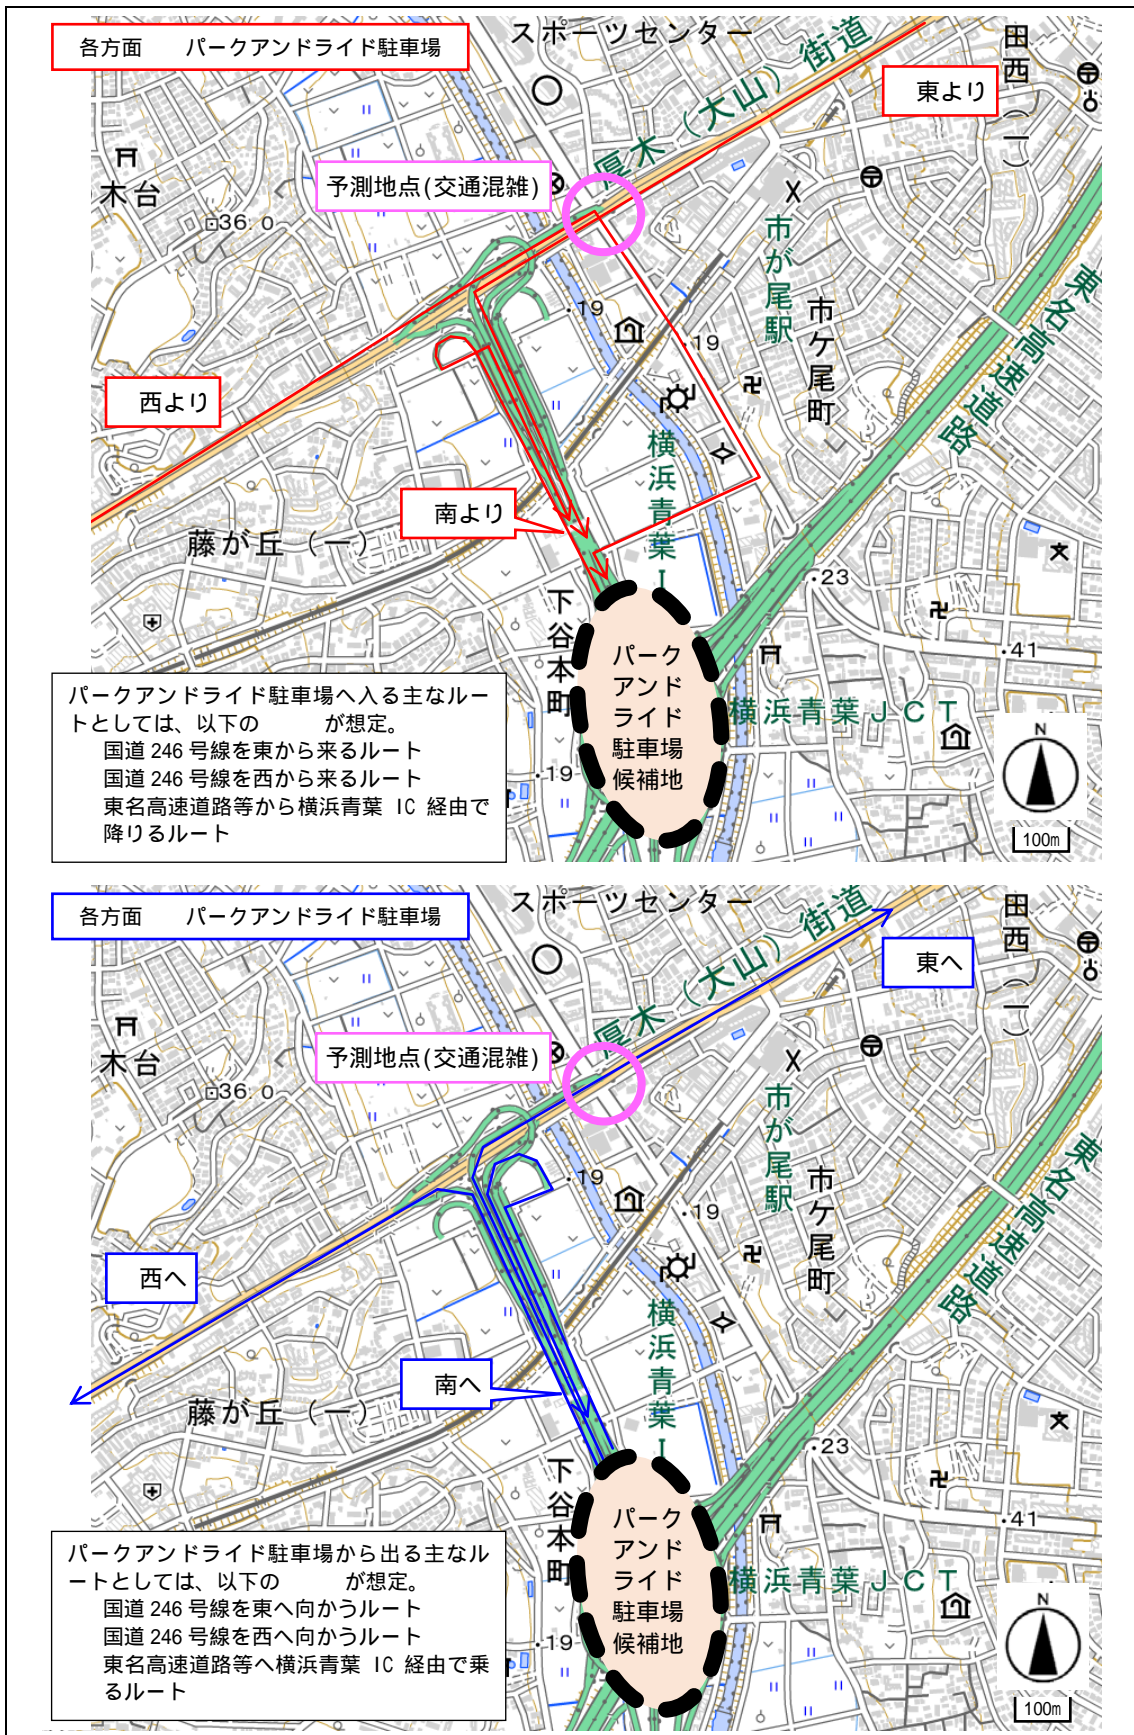 各方面　　パークアンドライド駐車場
スポーツセンター
厚木（大山）街道
田西（一）
東より
予測地点(交通混雑)
木台
36.0
市が尾駅
東名高速道路
19
19
市ケ尾町
西より
横浜青葉I
南より
藤が丘（一）
23
下谷本町
41
パーク
アンド
ライド
駐車場
候補地
横浜青葉JCT
19
パークアンドライド駐車場へ入る主なルー
トとしては、以下の　　　が想定。
国道 246 号線を東から来るルート
国道 246 号線を西から来るルート
東名高速道路等から横浜青葉 IC 経由で
降りるルート
N
100m
各方面　　パークアンドライド駐車場
スポーツセンター
厚木（大山）街道
田西（一）
東へ
予測地点(交通混雑)
木台
36.0
市が尾駅
東名高速道路
19
19
市ケ尾町
西へ
横浜青葉I
南へ
藤が丘（一）
23
下谷本町
41
パーク
アンド
ライド
駐車場
候補地
横浜青葉JCT
19
パークアンドライド駐車場から出る主なル
ートとしては、以下の　　　が想定。
国道 246 号線を東へ向かうルート
国道 246 号線を西へ向かうルート
東名高速道路等へ横浜青葉 IC 経由で乗
るルート
N
100m